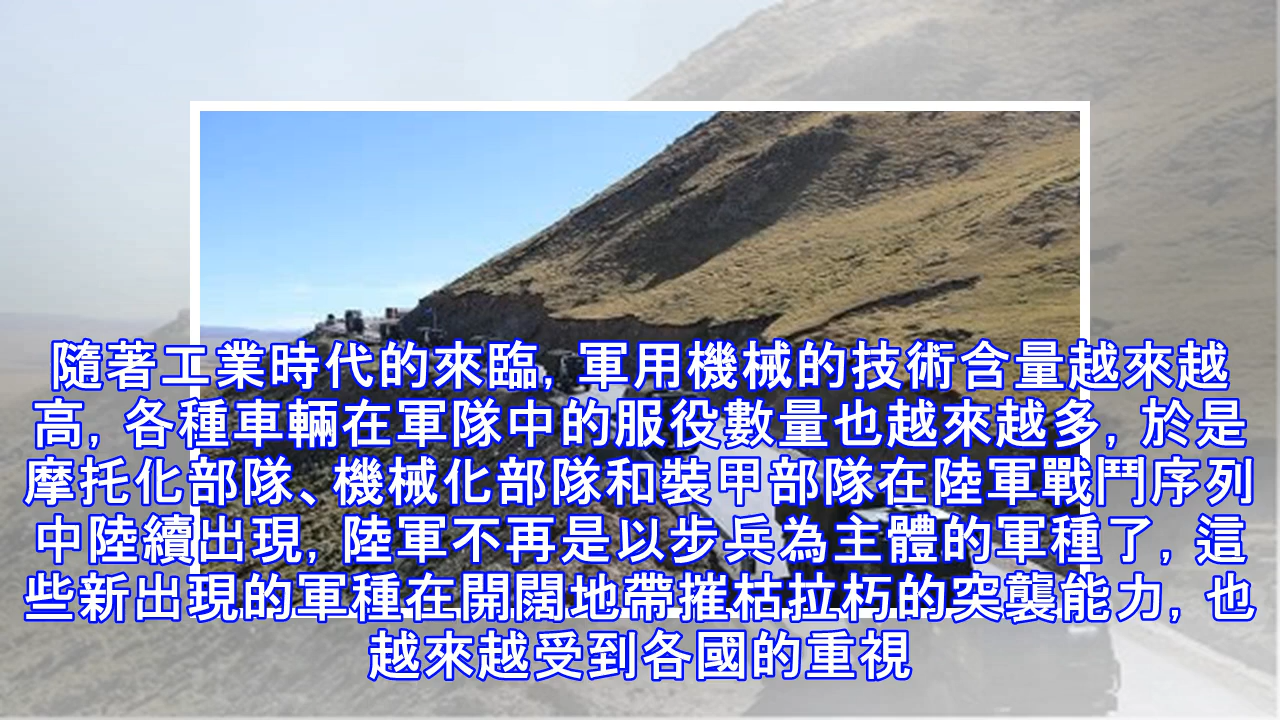 隨著工業時代的來臨, 軍用機械的技術含量越來越
高, 各種車輛在軍隊中的服役數量也越來越多, 於是
摩托化部隊、機械化部隊和裝甲部隊在陸軍戰鬥序列
中陸續出現, 陸軍不再是以步兵為主體的軍種了, 這
些新出現的軍種在開闊地帶摧枯拉朽的突襲能力, 也
越來越受到各國的重視